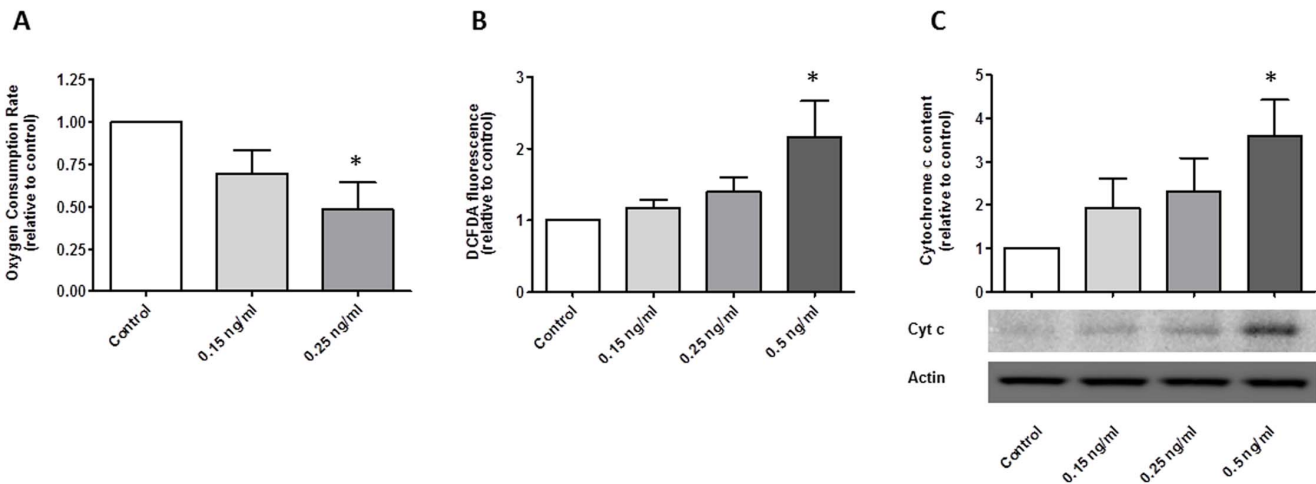 A
Oxygen Consumption Rate
(relative to control)
1.25
1.00
0.75
0.50
0.25
0.00
*
Control
0.15 ng/ml
0.25 ng/ml
B
DCFDA fluorescence
(relative to control)
3
2
1
0
*
Control
0.15 ng/ml
0.25 ng/ml
0.5 ng/ml
C
Cytochrome c content
(relative to control)
5
4
3
2
1
0
*
Cyt c
Actin
Control
0.15 ng/ml
0.25 ng/ml
0.5 ng/ml